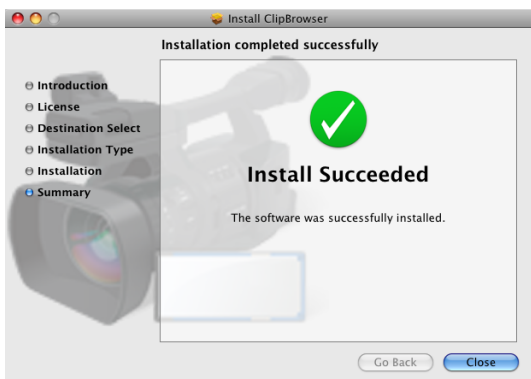 Install ClipBrowser
Installation completed successfully
Introduction
License
Destination Select
Installation Type
Installation
Summary
Install Succeeded
The software was successfully installed.
Go Back
Close